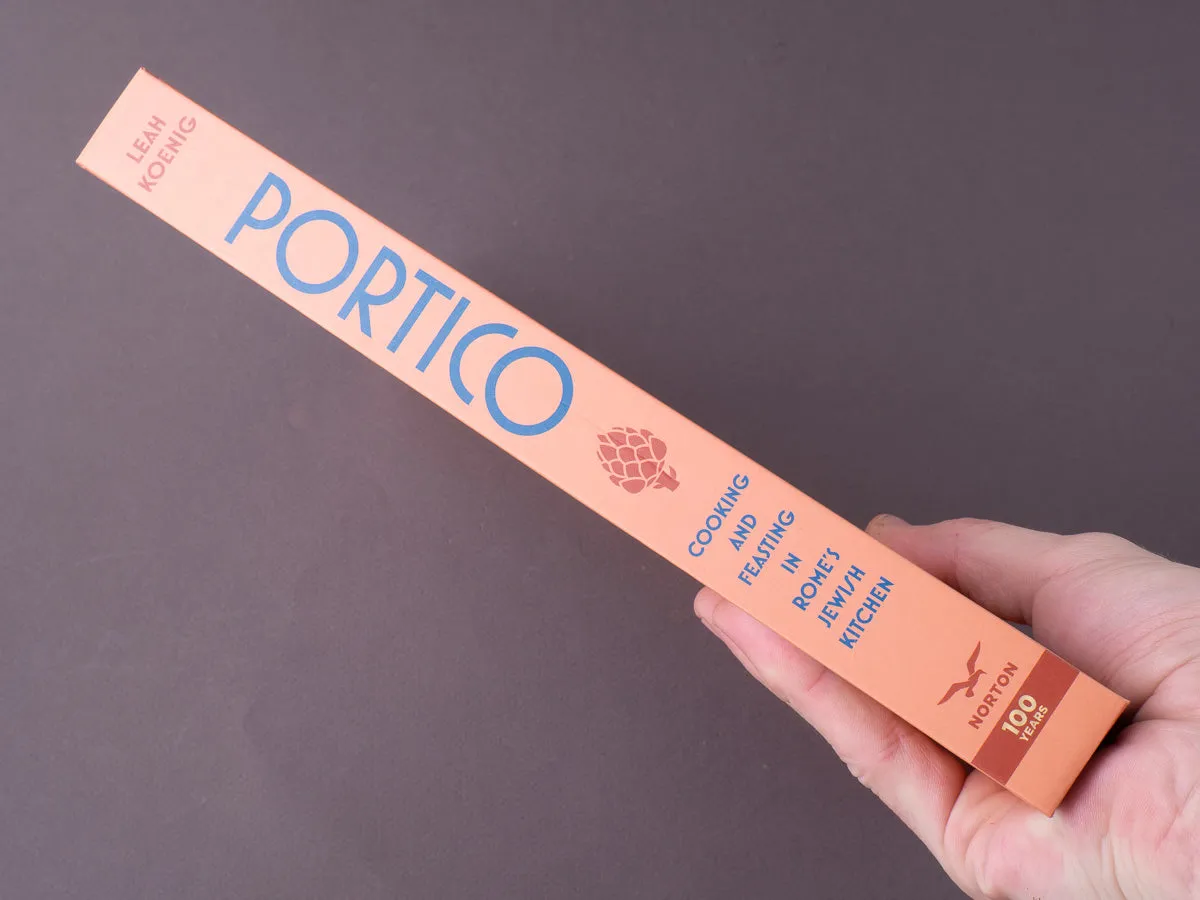 LEAH
KOENIG
PORTICO
COOKING
AND
FEASTING
IN
ROME'S
JEWISH
KITCHEN
NORTON
100
YEARS